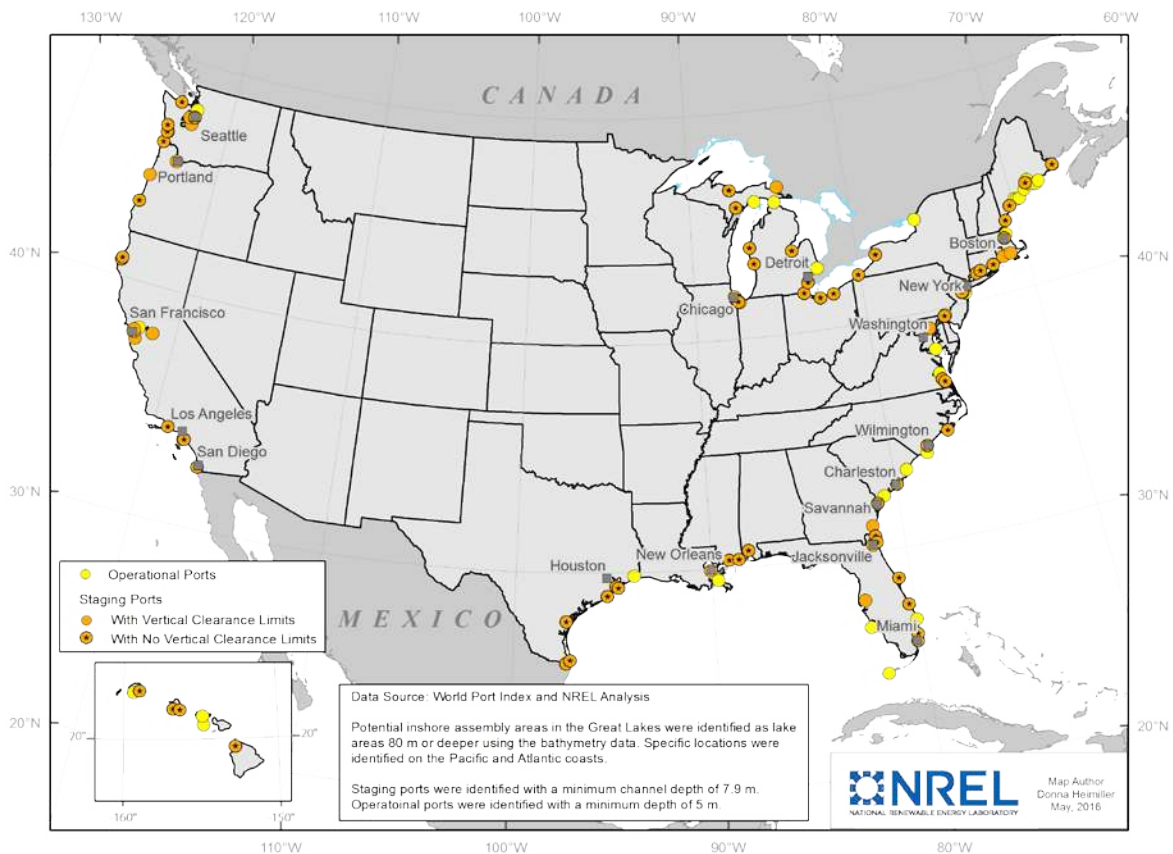 130°W
120°W
110°W
100°W
90°W
80°W
70°W
60°W
CANADA
Seattle
Portland
40°N
40°N
San Francisco
Los Angeles
San Diego
Detroit
Chicago
Boston
New York
Washington
Wilmington
Charleston
Savannah
30°N
30°N
Jacksonville
New Orleans
Houston
Miami
MEXICO
Operational Ports
Staging Ports
With Vertical Clearance Limits
With No Vertical Clearance Limits
20°N
20°N
20°
20°
160°
150°
Data Source: World Port Index and NREL Analysis
Potential inshore assembly areas in the Great Lakes were identified as lake
areas 80 m or deeper using the bathymetry data. Specific locations were
identified on the Pacific and Atlantic coasts.
Staging ports were identified with a minimum channel depth of 7.9 m.
Operatoinal ports were identified with a minimum depth of 5 m.
NREL
NATIONAL RENEWABLE ENERGY LABORATORY
Map Author
Donna Heimiller
May, 2016
110°W
100°W
90°W
80°W